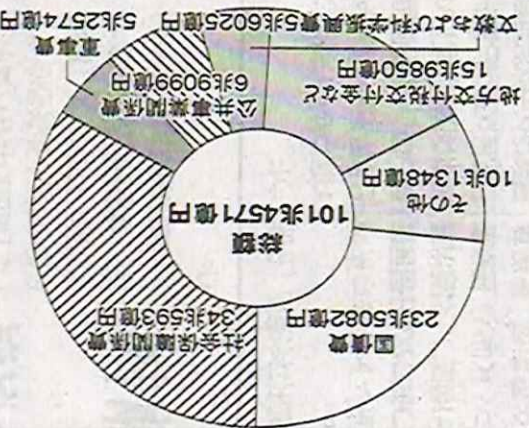 国債費
23兆5082億円
社会保険関係費
34兆593億円
総額
101兆4571億円
その他
10兆1348億円
地方交付税交付金など
15兆9850億円
公共事業関係費
6兆9099億円
軍事費
5兆2574億円
文教および科学振興費5兆6025億円